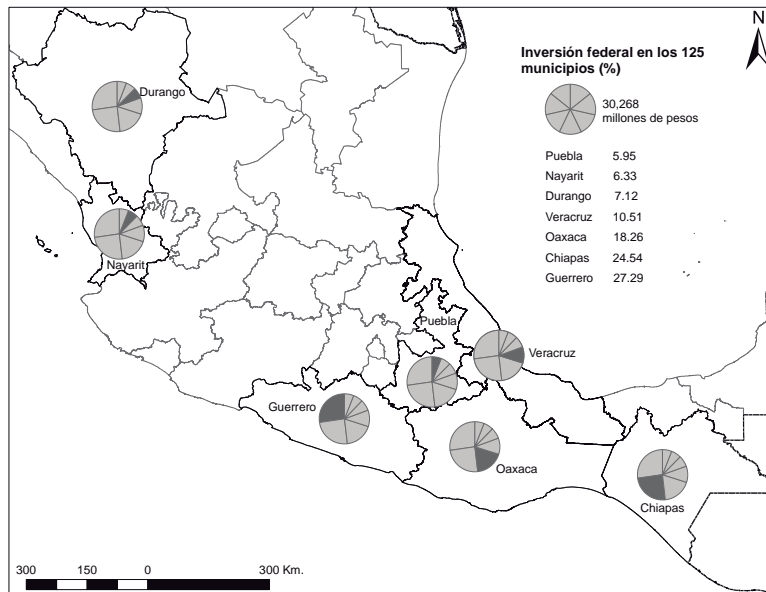 N
Inversión federal en los 125
municipios (%)
30,268
millones de pesos
Puebla 5.95
Nayarit 6.33
Durango 7.12
Veracruz 10.51
Oaxaca 18.26
Chiapas 24.54
Guerrero 27.29
Durango
Nayarit
Puebla
Veracruz
Guerrero
Oaxaca
Chiapas
300 150 0 300 Km.